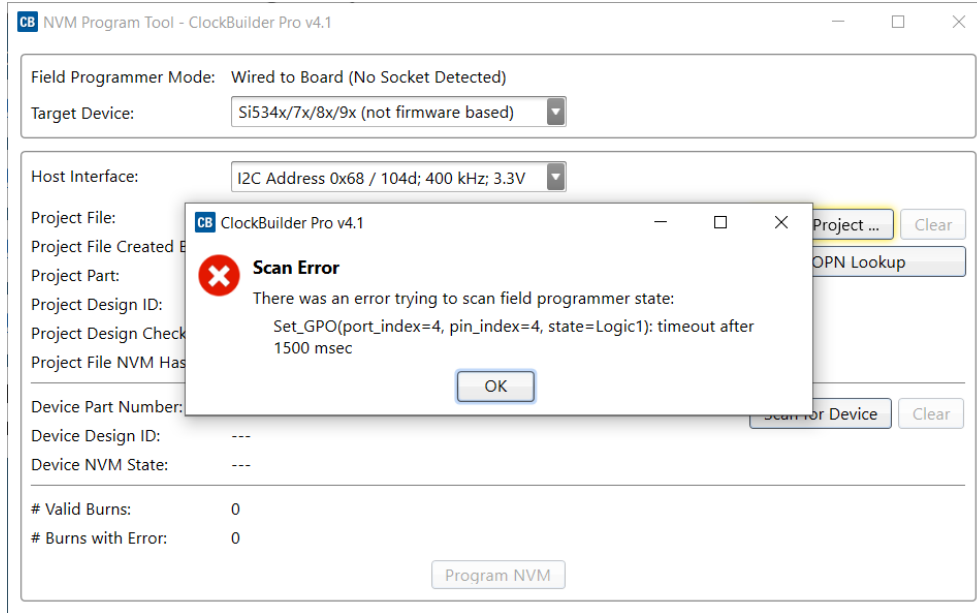 CB NVM Program Tool - ClockBuilder Pro v4.1
Field Programmer Mode: Wired to Board (No Socket Detected)
Target Device: Si534x/7x/8x/9x (not firmware based)
Host Interface: I2C Address 0x68 / 104d; 400 kHz; 3.3V
CB ClockBuilder Pro v4.1
Scan Error
There was an error trying to scan field programmer state:
Set_GPO(port_index=4, pin_index=4, state=Logic1): timeout after
1500 msec
OK
Project File: Project ... Clear
Project File Created OPN Lookup
Project Part:
Project Design ID:
Project Design Check
Project File NVM Has
Device Part Number: Scan for Device Clear
Device Design ID: ---
Device NVM State: ---
# Valid Burns: 0
# Burns with Error: 0
Program NVM